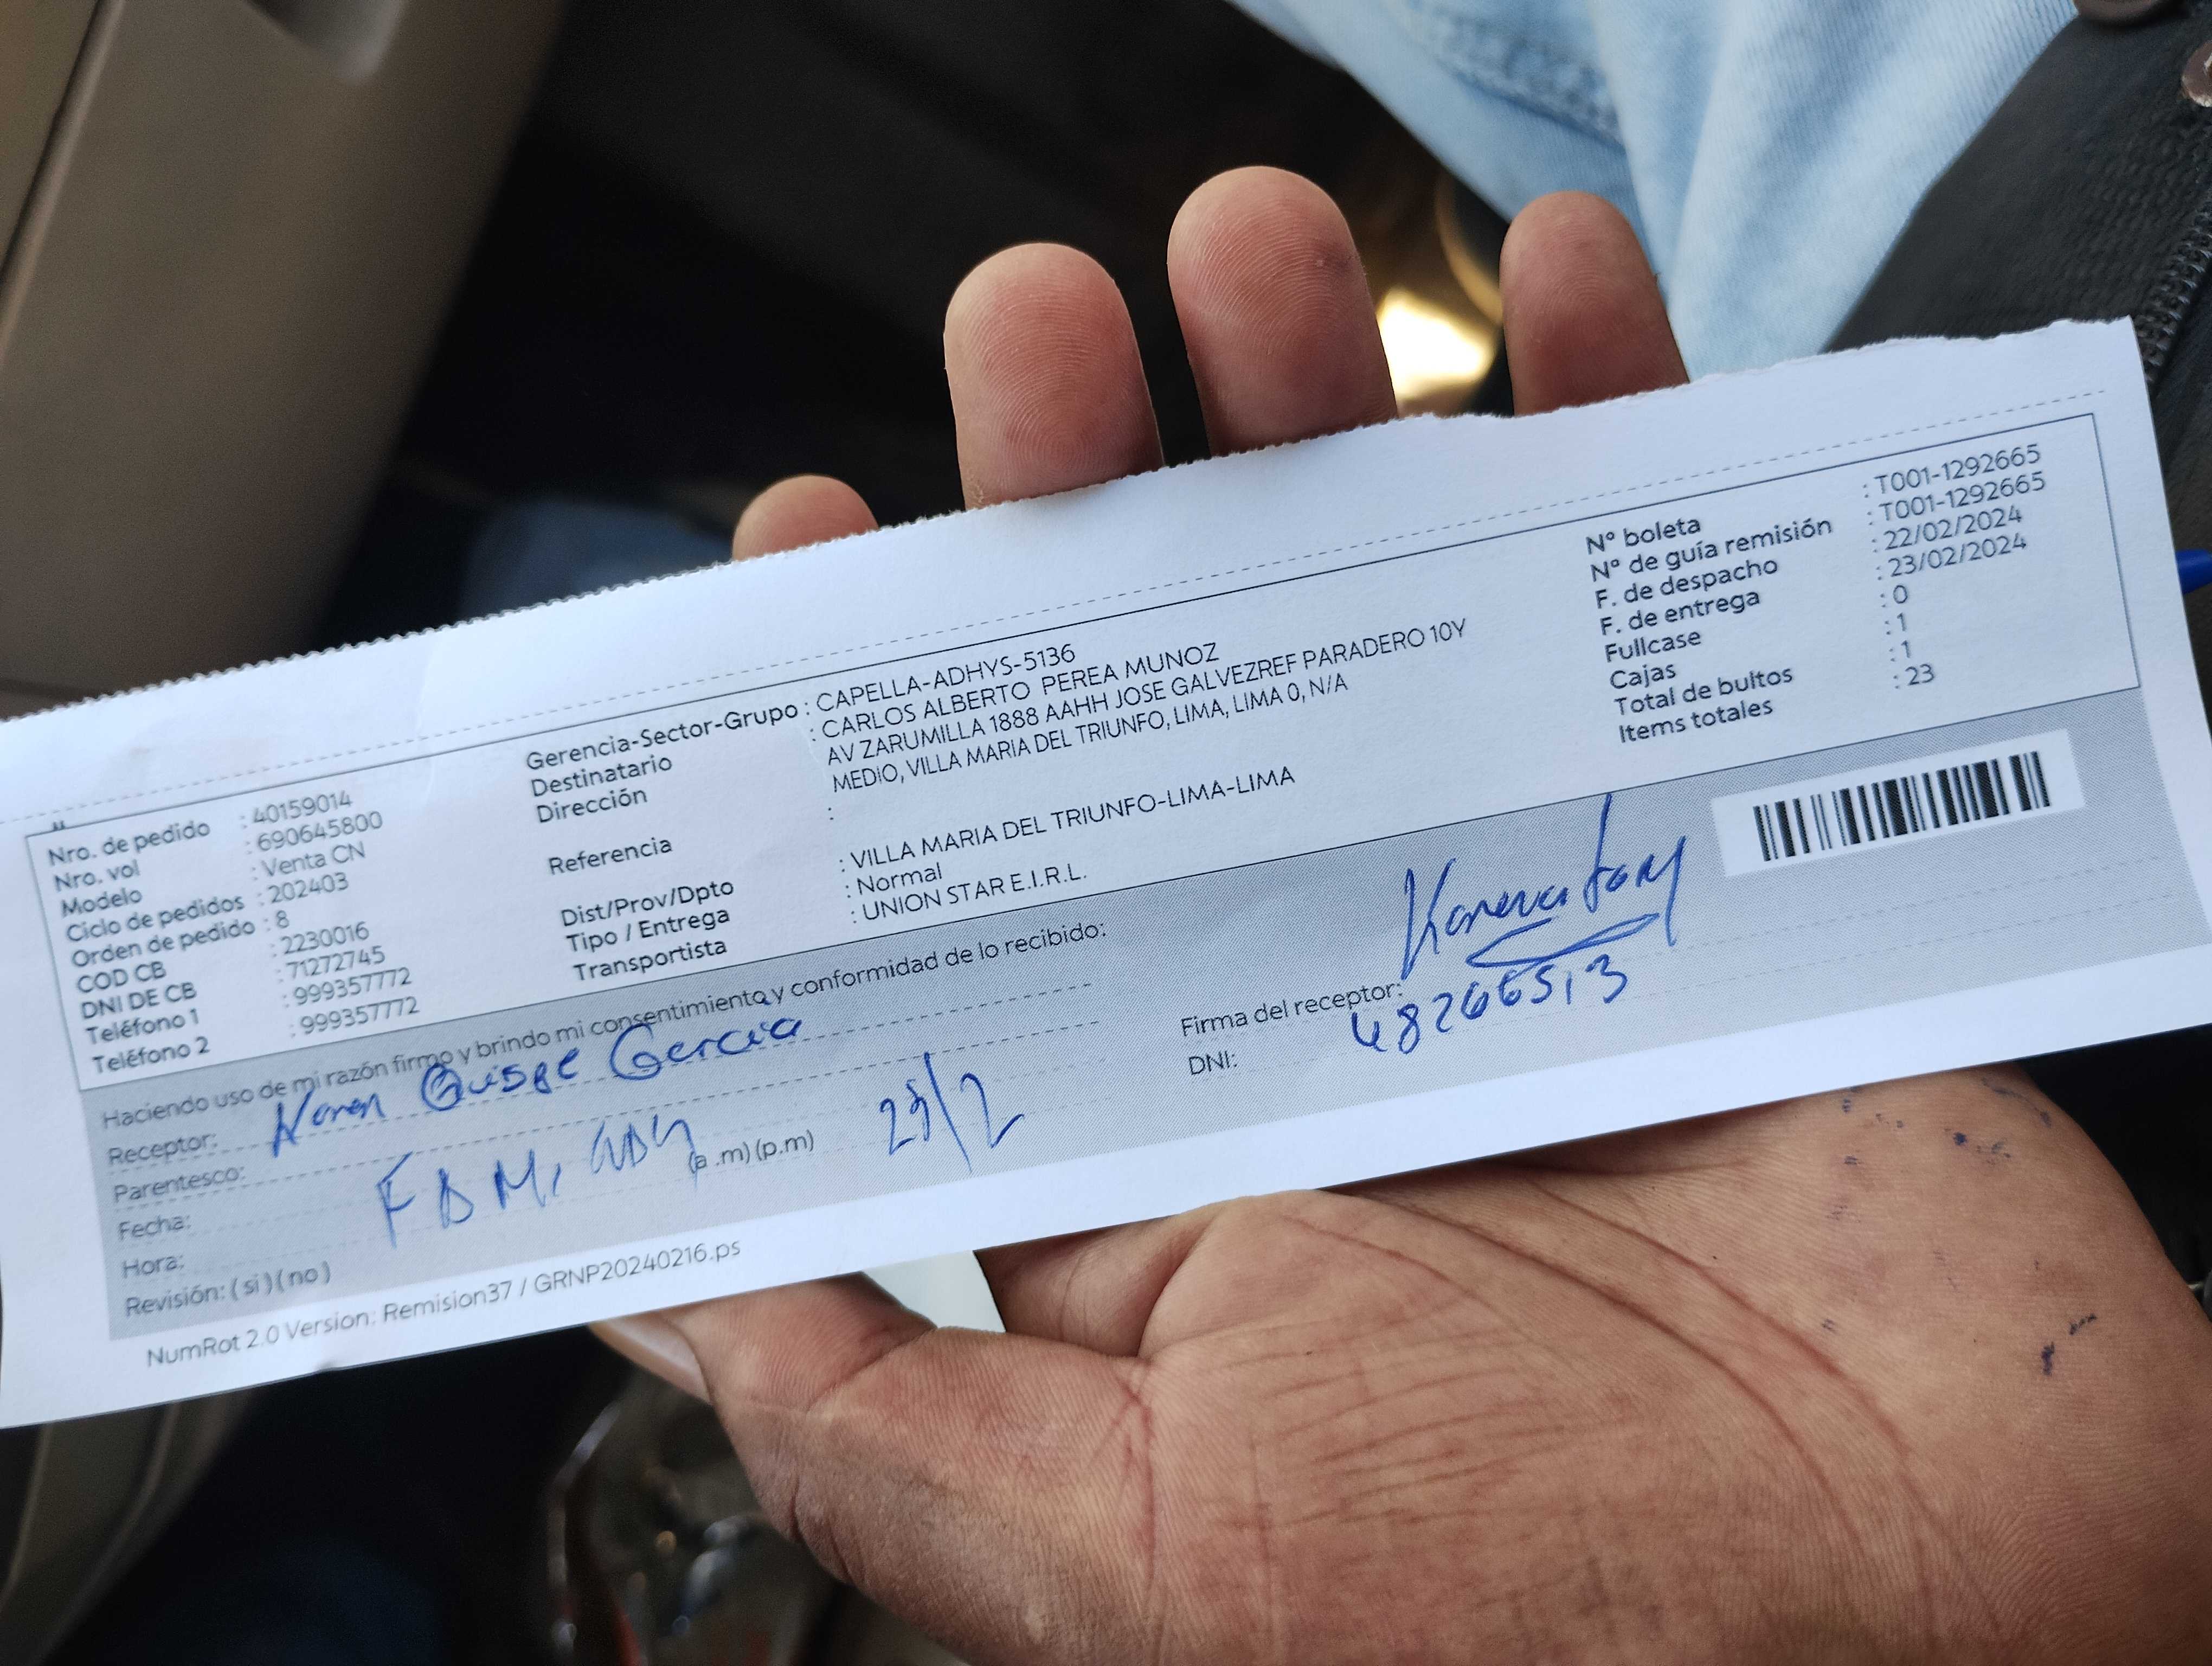 Nro. de pedido : 40159014
Nro. vol : 690645800
Modelo : Venta CN
Ciclo de pedidos : 202403
Orden de pedido : 8
COD CB : 2230016
DNI DE CB : 71272745
Teléfono 1 : 999357772
Teléfono 2 : 999357772
Gerencia-Sector-Grupo : CAPELLA-ADHYS-5136
Destinatario : CARLOS ALBERTO PEREA MUNOZ
Dirección : AV ZARUMILLA 1888 AAHH JOSE GALVEZREF PARADERO 10Y
MEDIO, VILLA MARIA DEL TRIUNFO, LIMA, LIMA 0, N/A
Referencia :
Dist/Prov/Dpto : VILLA MARIA DEL TRIUNFO-LIMA-LIMA
Tipo / Entrega : Normal
Transportista : UNION STAR E.I.R.L.
N° boleta : T001-1292665
N° de guía remisión : T001-1292665
F. de despacho : 22/02/2024
F. de entrega : 23/02/2024
Fullcase : 0
Cajas : 1
Total de bultos : 1
Items totales : 23
Haciendo uso de mi razón firmo y brindo mi consentimiento y conformidad de lo recibido:
Receptor: Karen Quispe Garcia
Parentesco:
Fecha:
Hora: (a .m) (p.m)
Revisión: ( si ) ( no )
Firma del receptor:
DNI: 48266513
NumRot 2.0 Version: Remision37 / GRNP20240216.ps